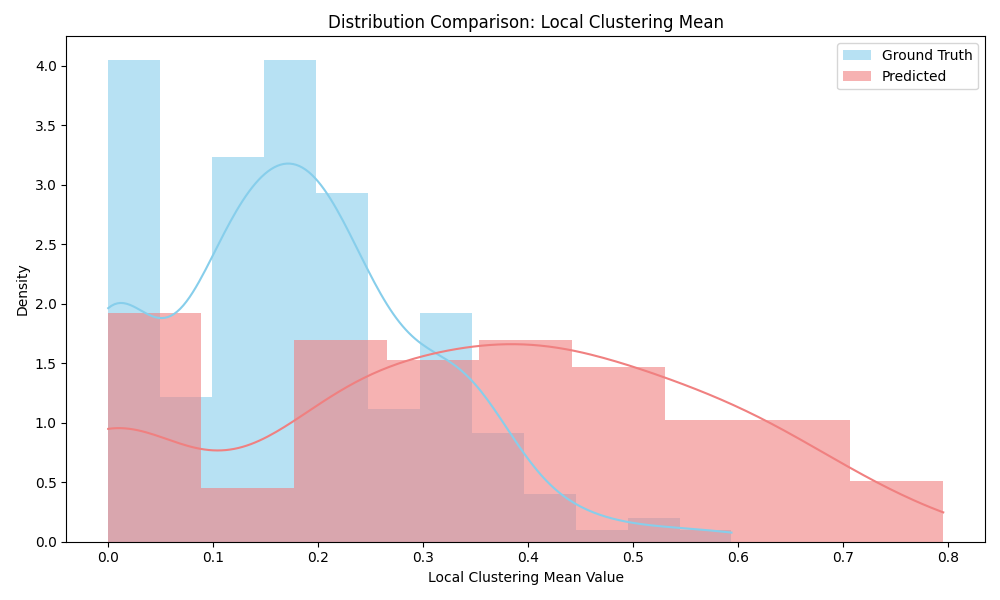 Distribution Comparison: Local Clustering Mean
Ground Truth
Predicted
4.0
3.5
3.0
2.5
2.0
1.5
1.0
0.5
0.0
Density
0.0 0.1 0.2 0.3 0.4 0.5 0.6 0.7 0.8
Local Clustering Mean Value